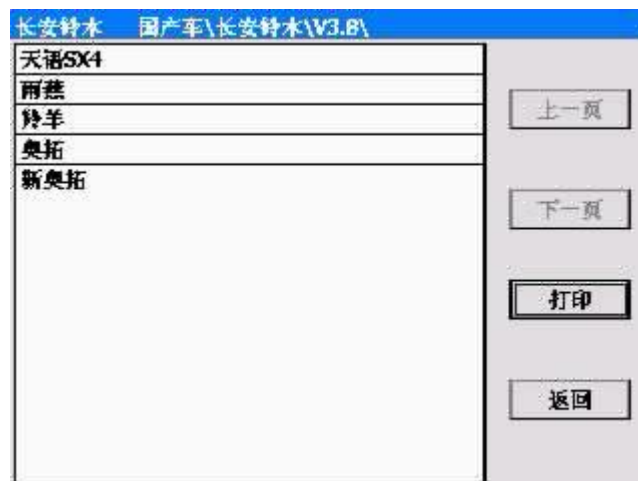 长安铃木 国产车\长安铃木\V3.8\
天语SX4
雨燕
羚羊
奥拓
新奥拓
上一页
下一页
打印
返回